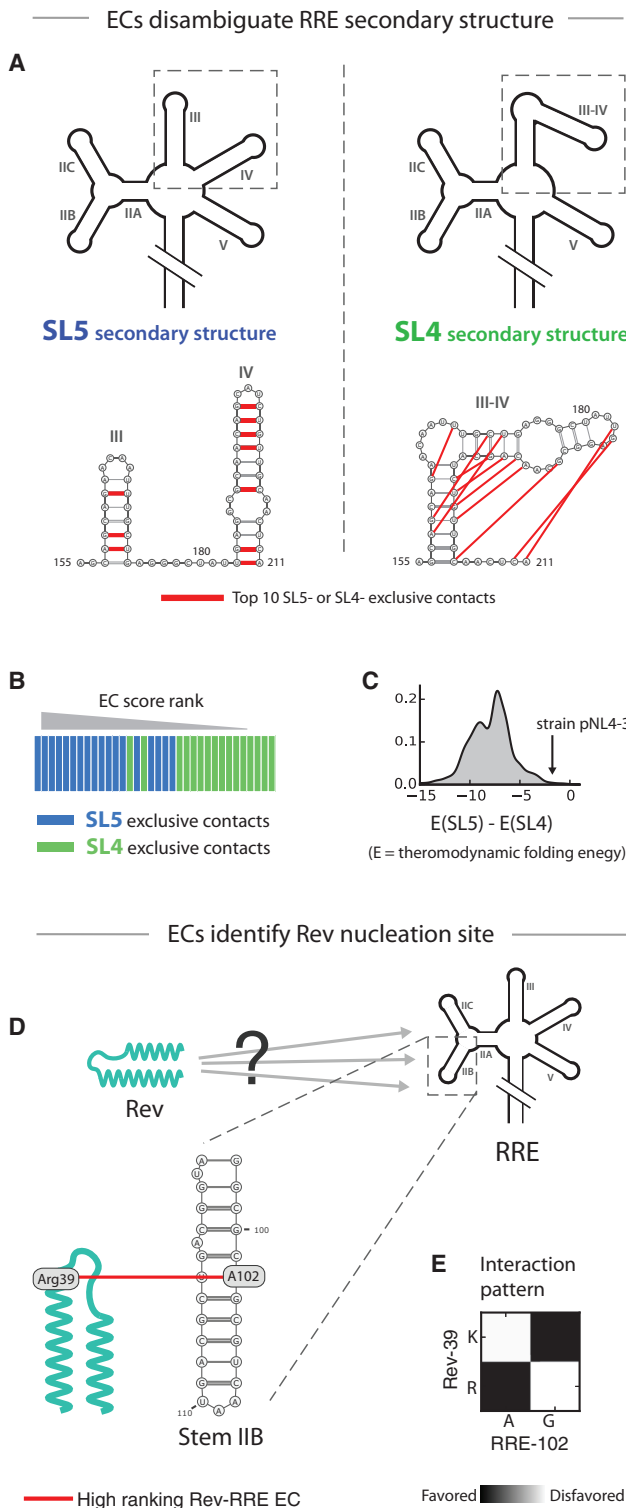 ECs disambiguate RRE secondary structure
A
III
IV
IIC
IIB
IIA
V
SL5 secondary structure
III-IV
IIC
IIB
IIA
V
SL4 secondary structure
III
IV
155
180
211
III-IV
180
155
211
Top 10 SL5- or SL4- exclusive contacts
B
EC score rank
SL5 exclusive contacts
SL4 exclusive contacts
C
0.2
0.1
0.0
strain pNL4-3
−15 −10 −5 0
E(SL5) - E(SL4)
(E = theromodynamic folding enegy)
ECs identify Rev nucleation site
D
Rev
?
III
IIC
IV
IIA
IIB
V
RRE
A G
U
G G
G C
C G 100
A
G C
Arg39 U A102
C G
G C
C G
A U
G C
110 U A A
Stem IIB
High ranking Rev-RRE EC
E Interaction pattern
Rev-39
K
R
A G
RRE-102
Favored Disfavored